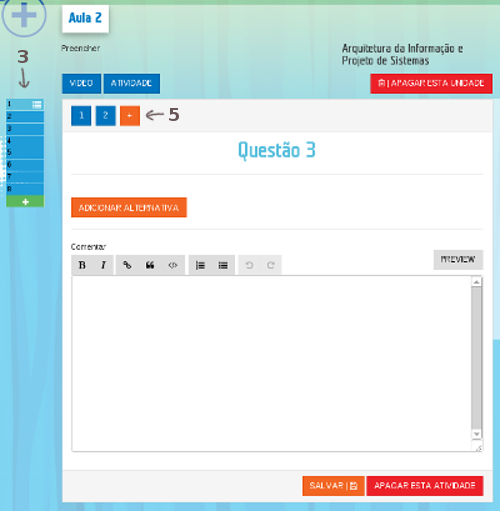 Aula 2
Preencher
Arquitetura da Informação e
Projeto de Sistemas
3
VIDEO
ATIVIDADE
| APAGAR ESTA UNIDADE
1
2
3
4
5
6
7
8
+
1
2
+
5
Questão 3
ADICIONAR ALTERNATIVA
Comentar
B I
PREVIEW
SALVAR |
APAGAR ESTA ATIVIDADE